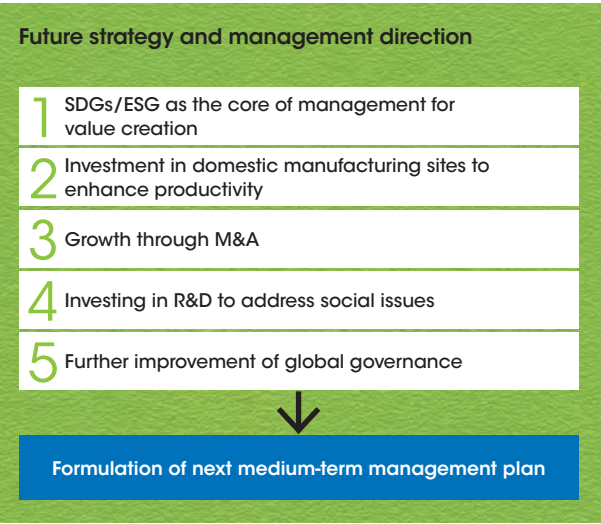 Future strategy and management direction
1 SDGs/ESG as the core of management for
value creation
2 Investment in domestic manufacturing sites to
enhance productivity
3 Growth through M&A
4 Investing in R&D to address social issues
5 Further improvement of global governance
Formulation of next medium-term management plan